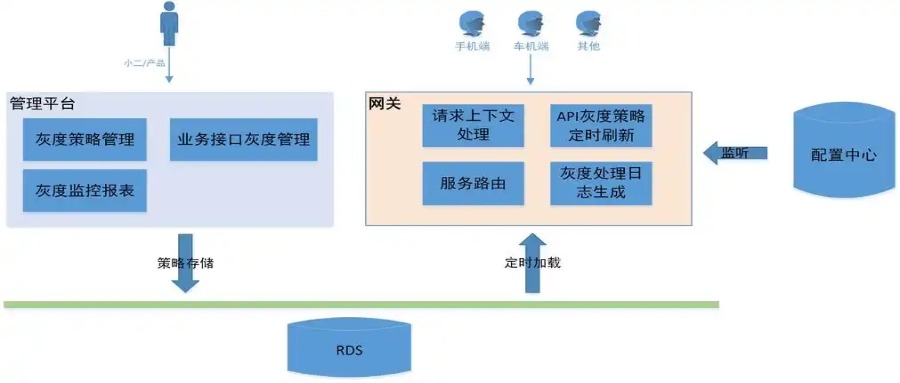 小二/产品
手机端
车机端
其他
管理平台
灰度策略管理
业务接口灰度管理
灰度监控报表
网关
请求上下文
处理
API灰度策略
定时刷新
服务路由
灰度处理日
志生成
监听
配置中心
策略存储
定时加载
RDS